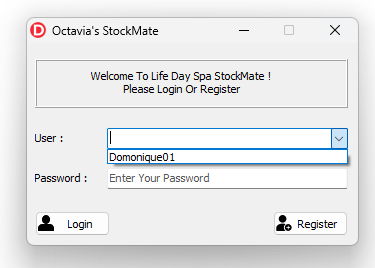 D Octavia's StockMate
Welcome To Life Day Spa StockMate !
Please Login Or Register
User :
Domonique01
Password : Enter Your Password
Login Register